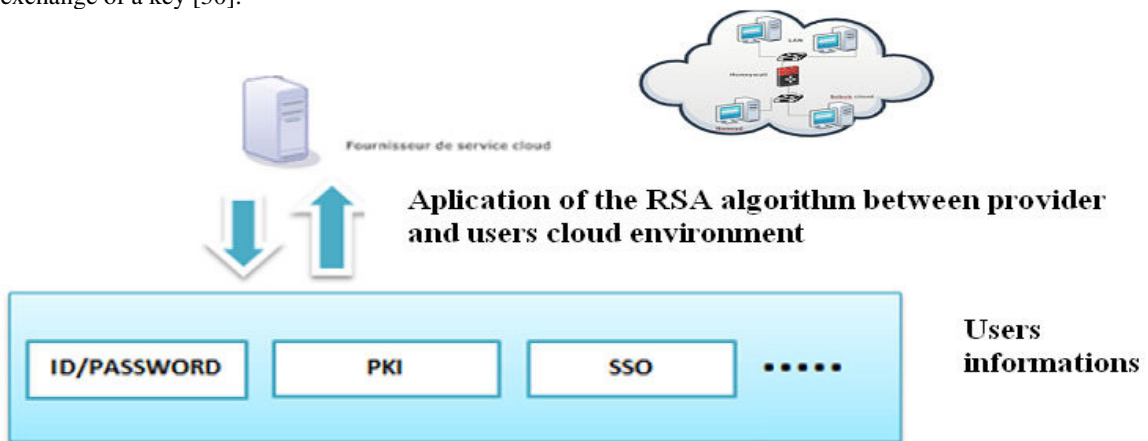 exchange of a key [30].
LAN
Honeywall
Fournisseur de service cloud
Aplication of the RSA algorithm between provider
and users cloud environment
Users
informations
ID/PASSWORD
PKI
SSO
.....